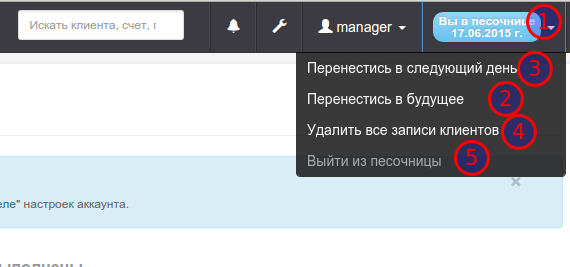 Искать клиента, счет, г
manager
Вы в песочнице
17.06.2015 г.
1
Перенестись в следующий день
3
Перенестись в будущее
2
Удалить все записи клиентов
4
Выйти из песочницы
5
×
еле" настроек аккаунта.